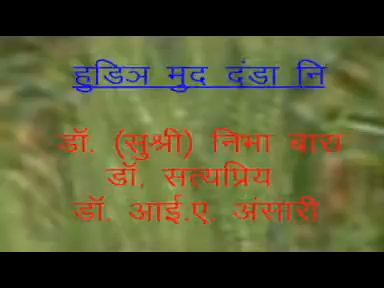 हुडिञ मुद दंडा नि
डॉ. (सुश्री) निभा बारा
डॉ. सत्यप्रिय
डॉ. आई.ए. अंसारी